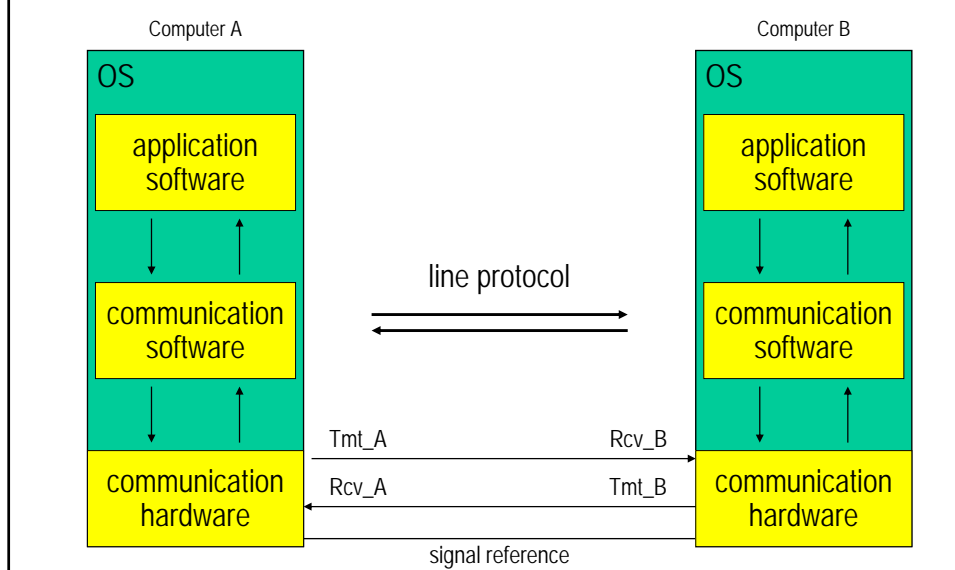 Computer A
Computer B
OS
OS
application
software
application
software
line protocol
communication
software
communication
software
Tmt_A
Rcv_B
Rcv_A
Tmt_B
communication
hardware
communication
hardware
signal reference